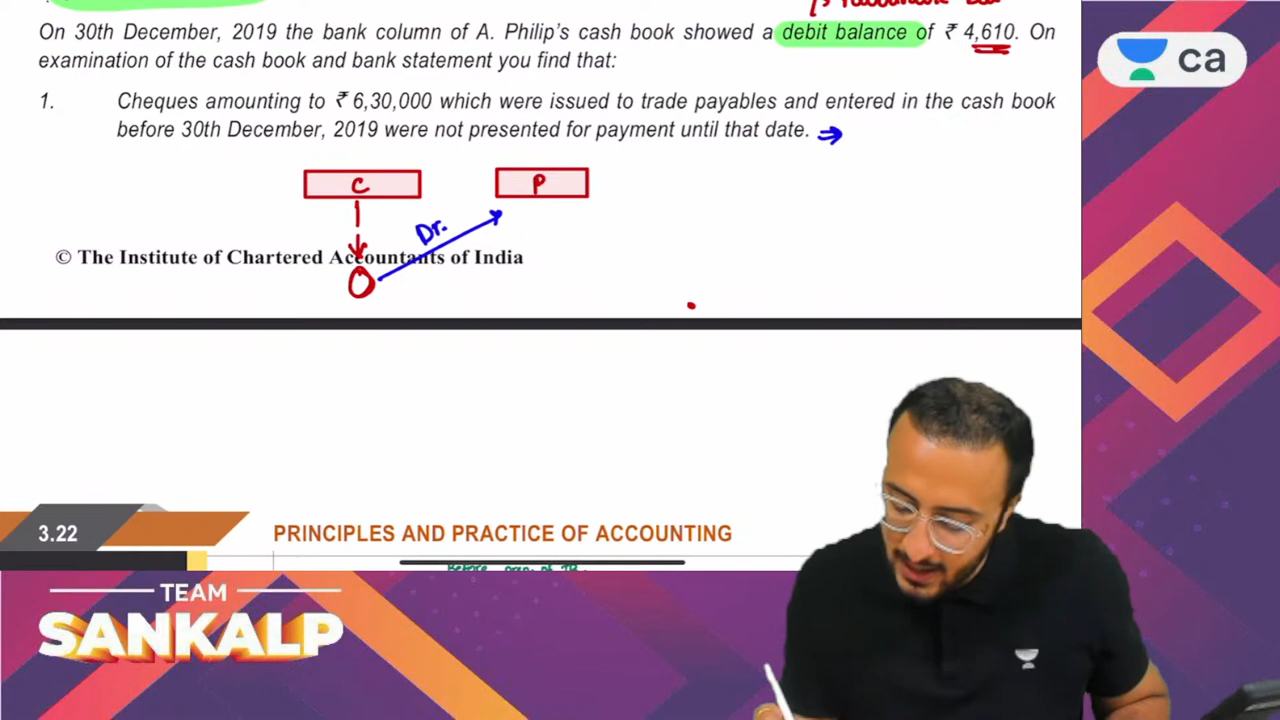 On 30th December, 2019 the bank column of A. Philip's cash book showed a debit balance of ₹ 4,610. On
examination of the cash book and bank statement you find that:
1. Cheques amounting to ₹ 6,30,000 which were issued to trade payables and entered in the cash book
before 30th December, 2019 were not presented for payment until that date.
C
P
Dr.
© The Institute of Chartered Accountants of India
3.22 PRINCIPLES AND PRACTICE OF ACCOUNTING
TEAM
SANKALP
ca